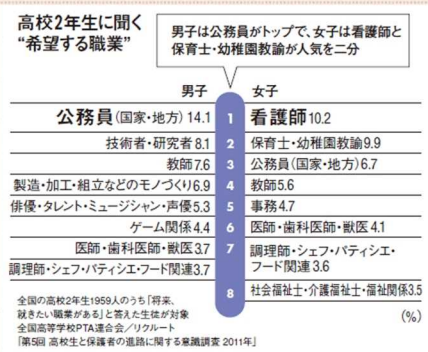 高校2年生に聞く
“希望する職業”
男子は公務員がトップで、女子は看護師と
保育士・幼稚園教諭が人気を二分
男子 女子
公務員(国家・地方)14.1 1 看護師10.2
技術者・研究者8.1 2 保育士・幼稚園教諭9.9
教師7.6 3 公務員(国家・地方)6.7
製造・加工・組立などのモノづくり6.9 4 教師5.6
俳優・タレント・ミュージシャン・声優5.3 5 事務4.7
ゲーム関係4.4 6 医師・歯科医師・獣医4.1
医師・歯科医師・獣医3.7 7 調理師・シェフ・パティシエ・
調理師・シェフ・パティシエ・フード関連3.7 フード関連3.6
8 社会福祉士・介護福祉士・福祉関係3.5
(%)
全国の高校2年生1959人のうち「将来、
就きたい職業がある」と答えた生徒が対象
全国高等学校PTA連合会/リクルート
「第5回 高校生と保護者の進路に関する意識調査 2011年」